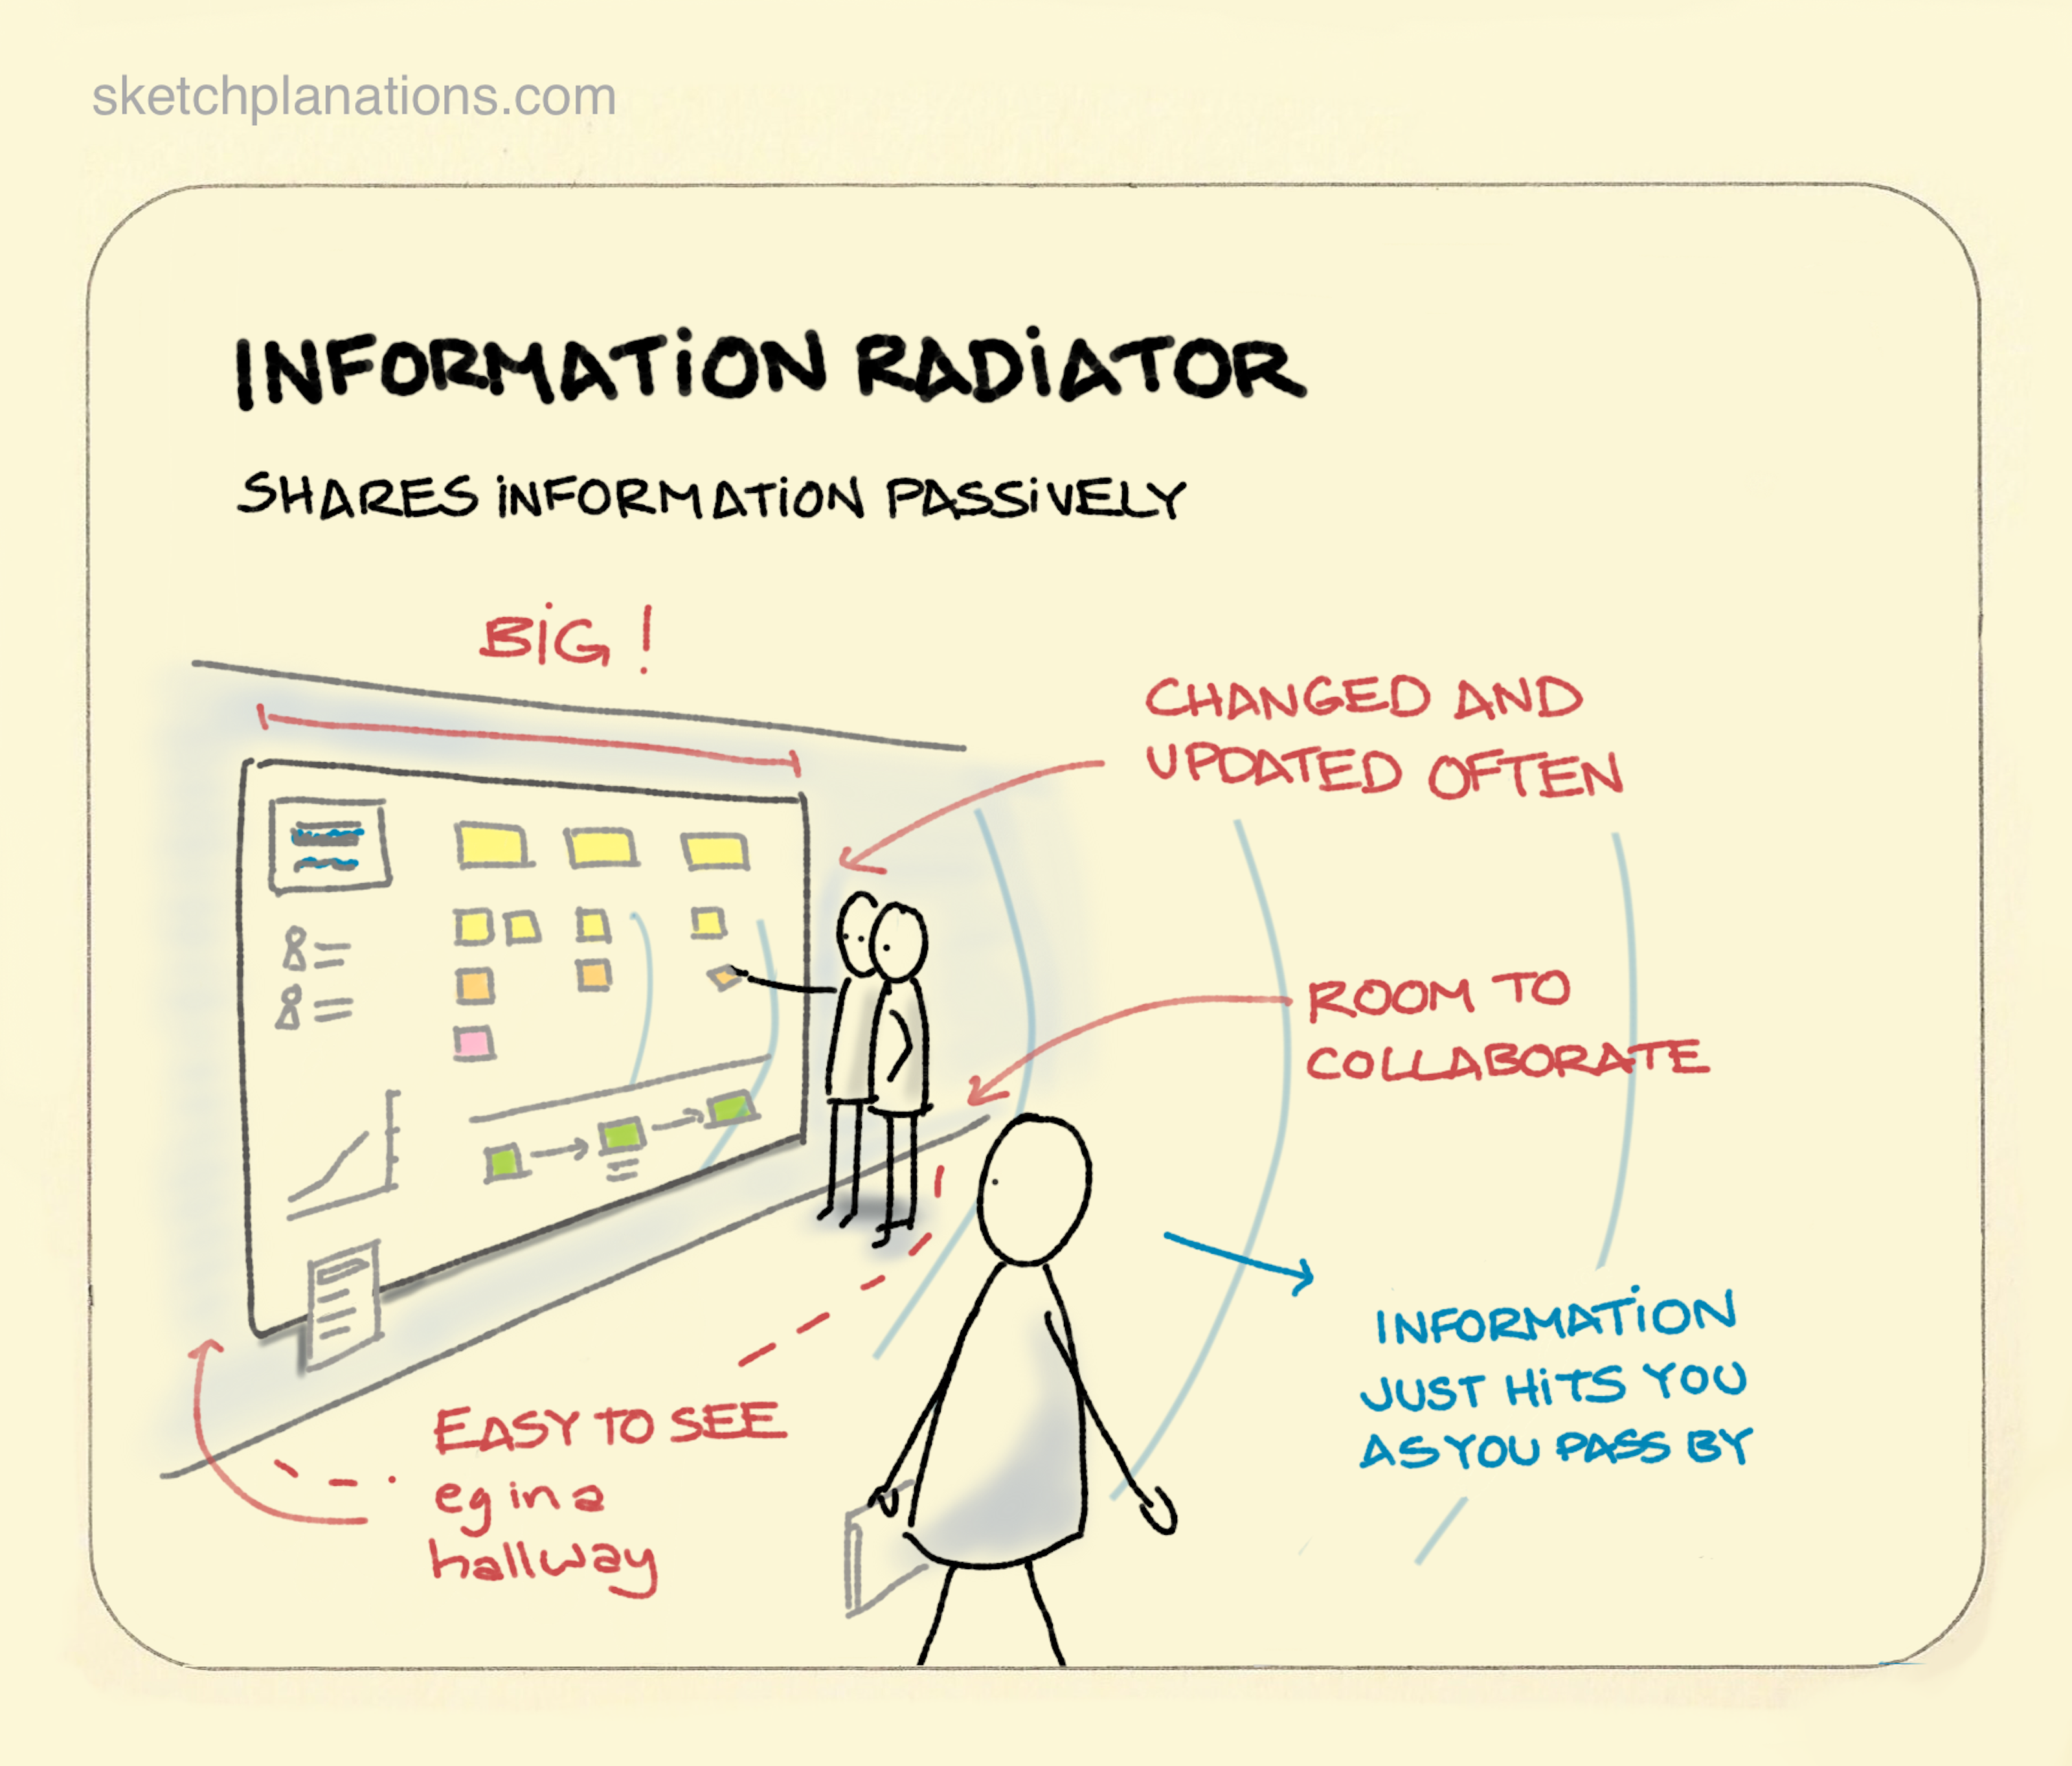 sketchplanations.com
INFORMATION RADIATOR
SHARES INFORMATION PASSIVELY
BIG!
CHANGED AND
UPDATED OFTEN
ROOM TO
COLLABORATE
INFORMATION
JUST HITS YOU
AS YOU PASS BY
EASY TO SEE
eg in a
hallway